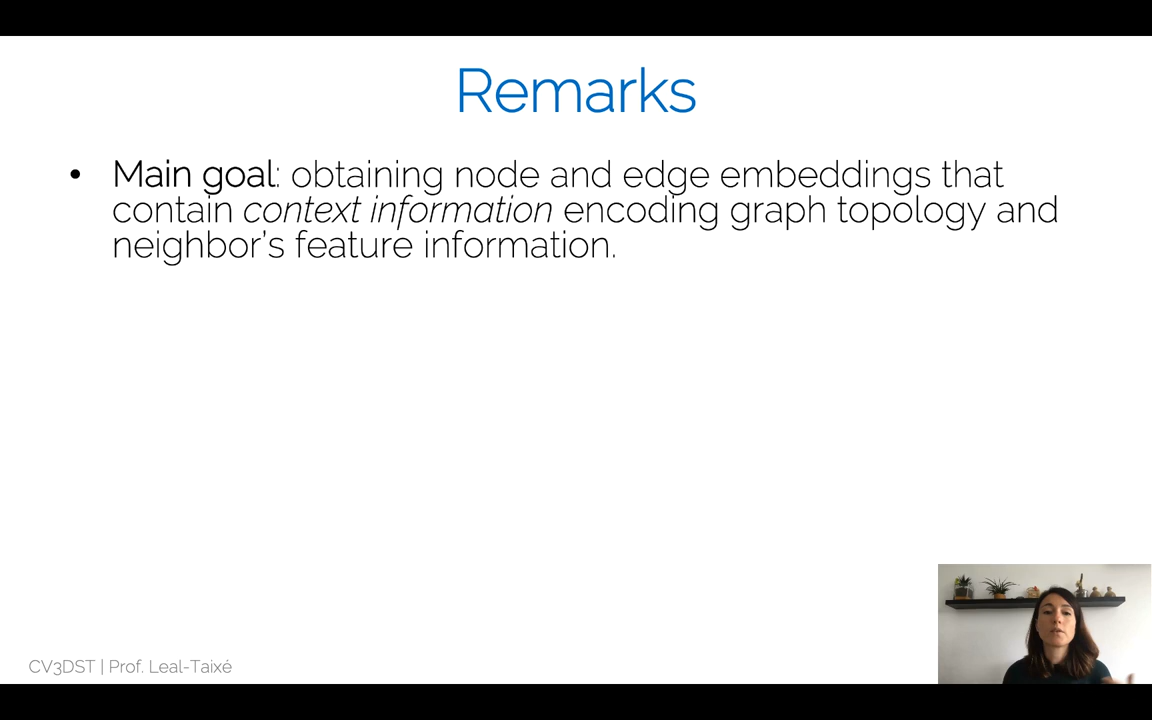 Remarks
• Main goal: obtaining node and edge embeddings that
contain context information encoding graph topology and
neighbor's feature information.
CV3DST | Prof. Leal-Taixé